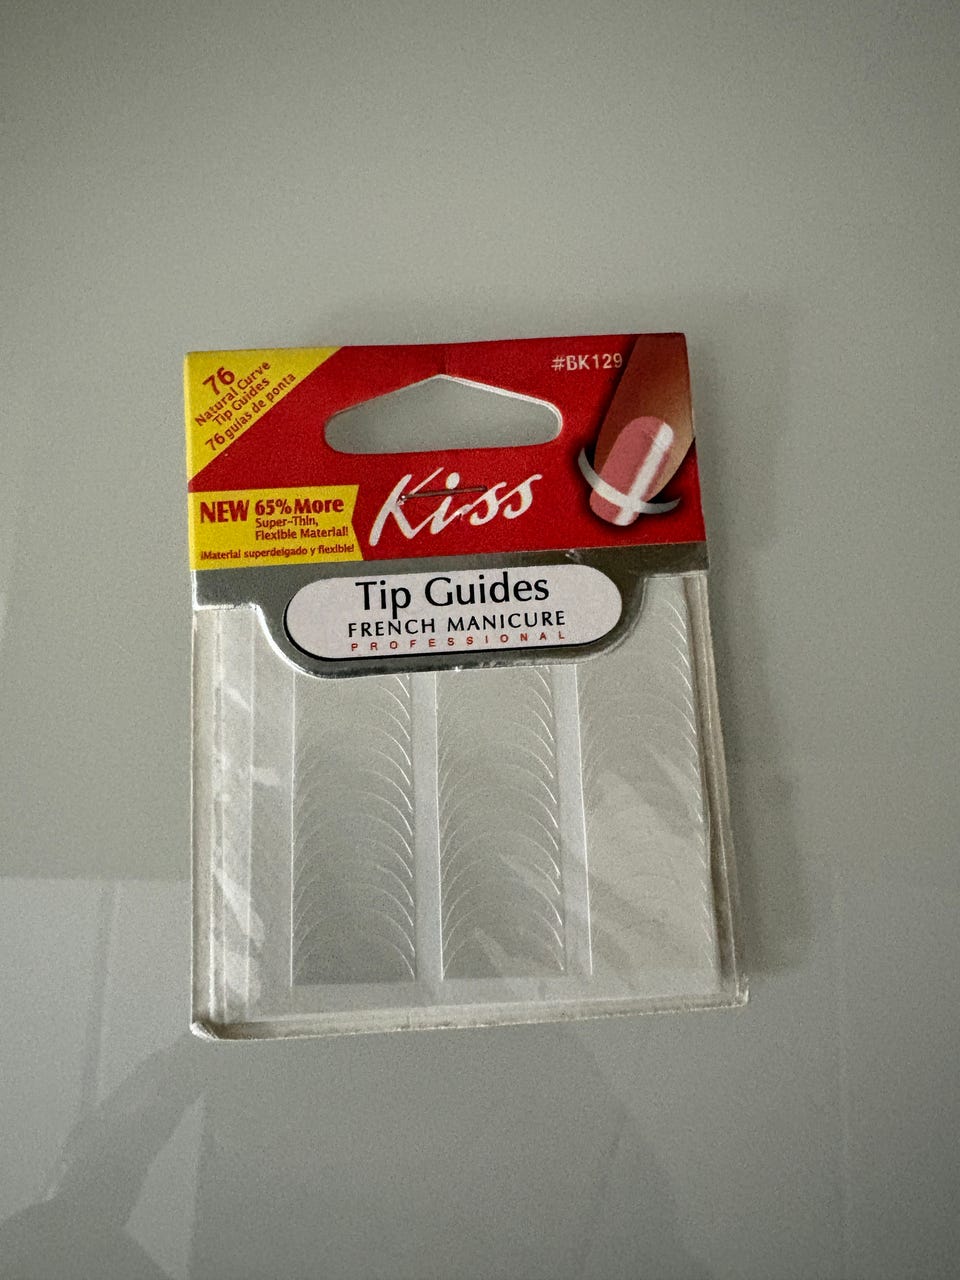 76
Natural Curve
Tip Guides
76 guías de ponta
#BK129
NEW 65% More
Super-Thin,
Flexible Material!
¡Material superdelgado y flexible!
Kiss
Tip Guides
FRENCH MANICURE
PROFESSIONAL